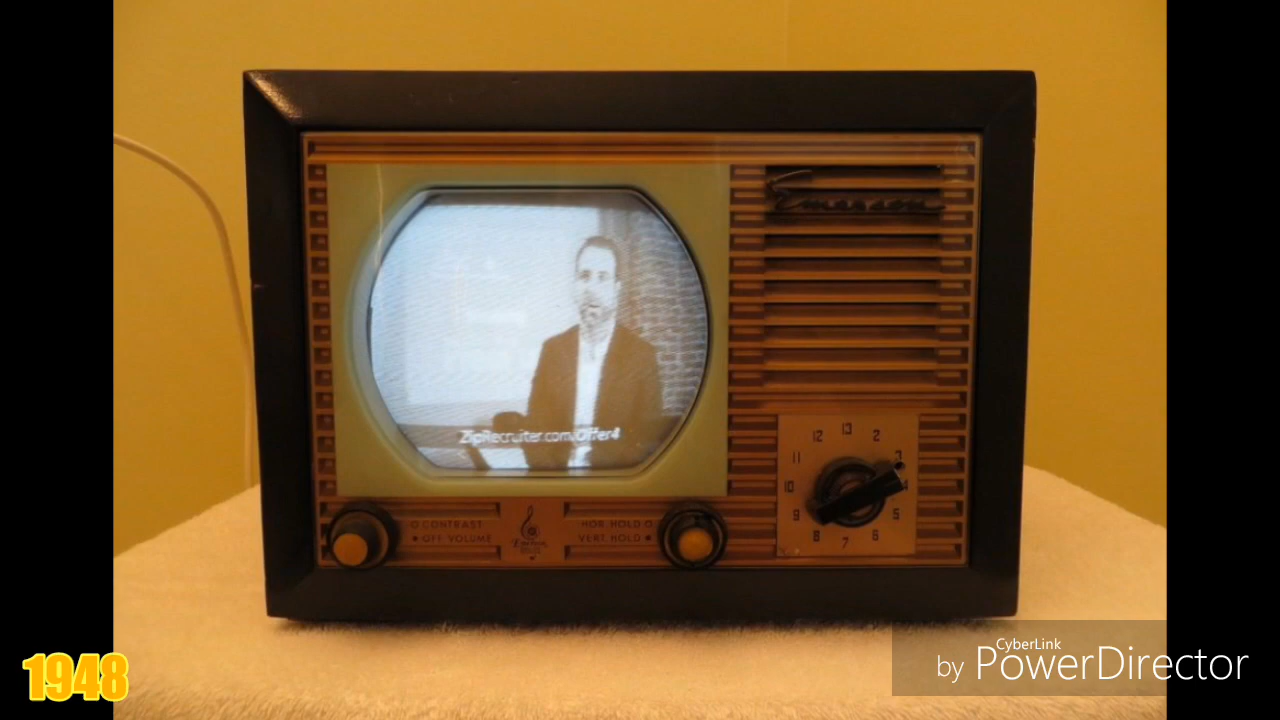 Emerson
ZipRecruiter.com/Offer4
CONTRAST
OFF-VOLUME
HOR. HOLD
VERT. HOLD
13
12
2
11
3
10
4
9
5
8
6
7
1948
CyberLink
by PowerDirector